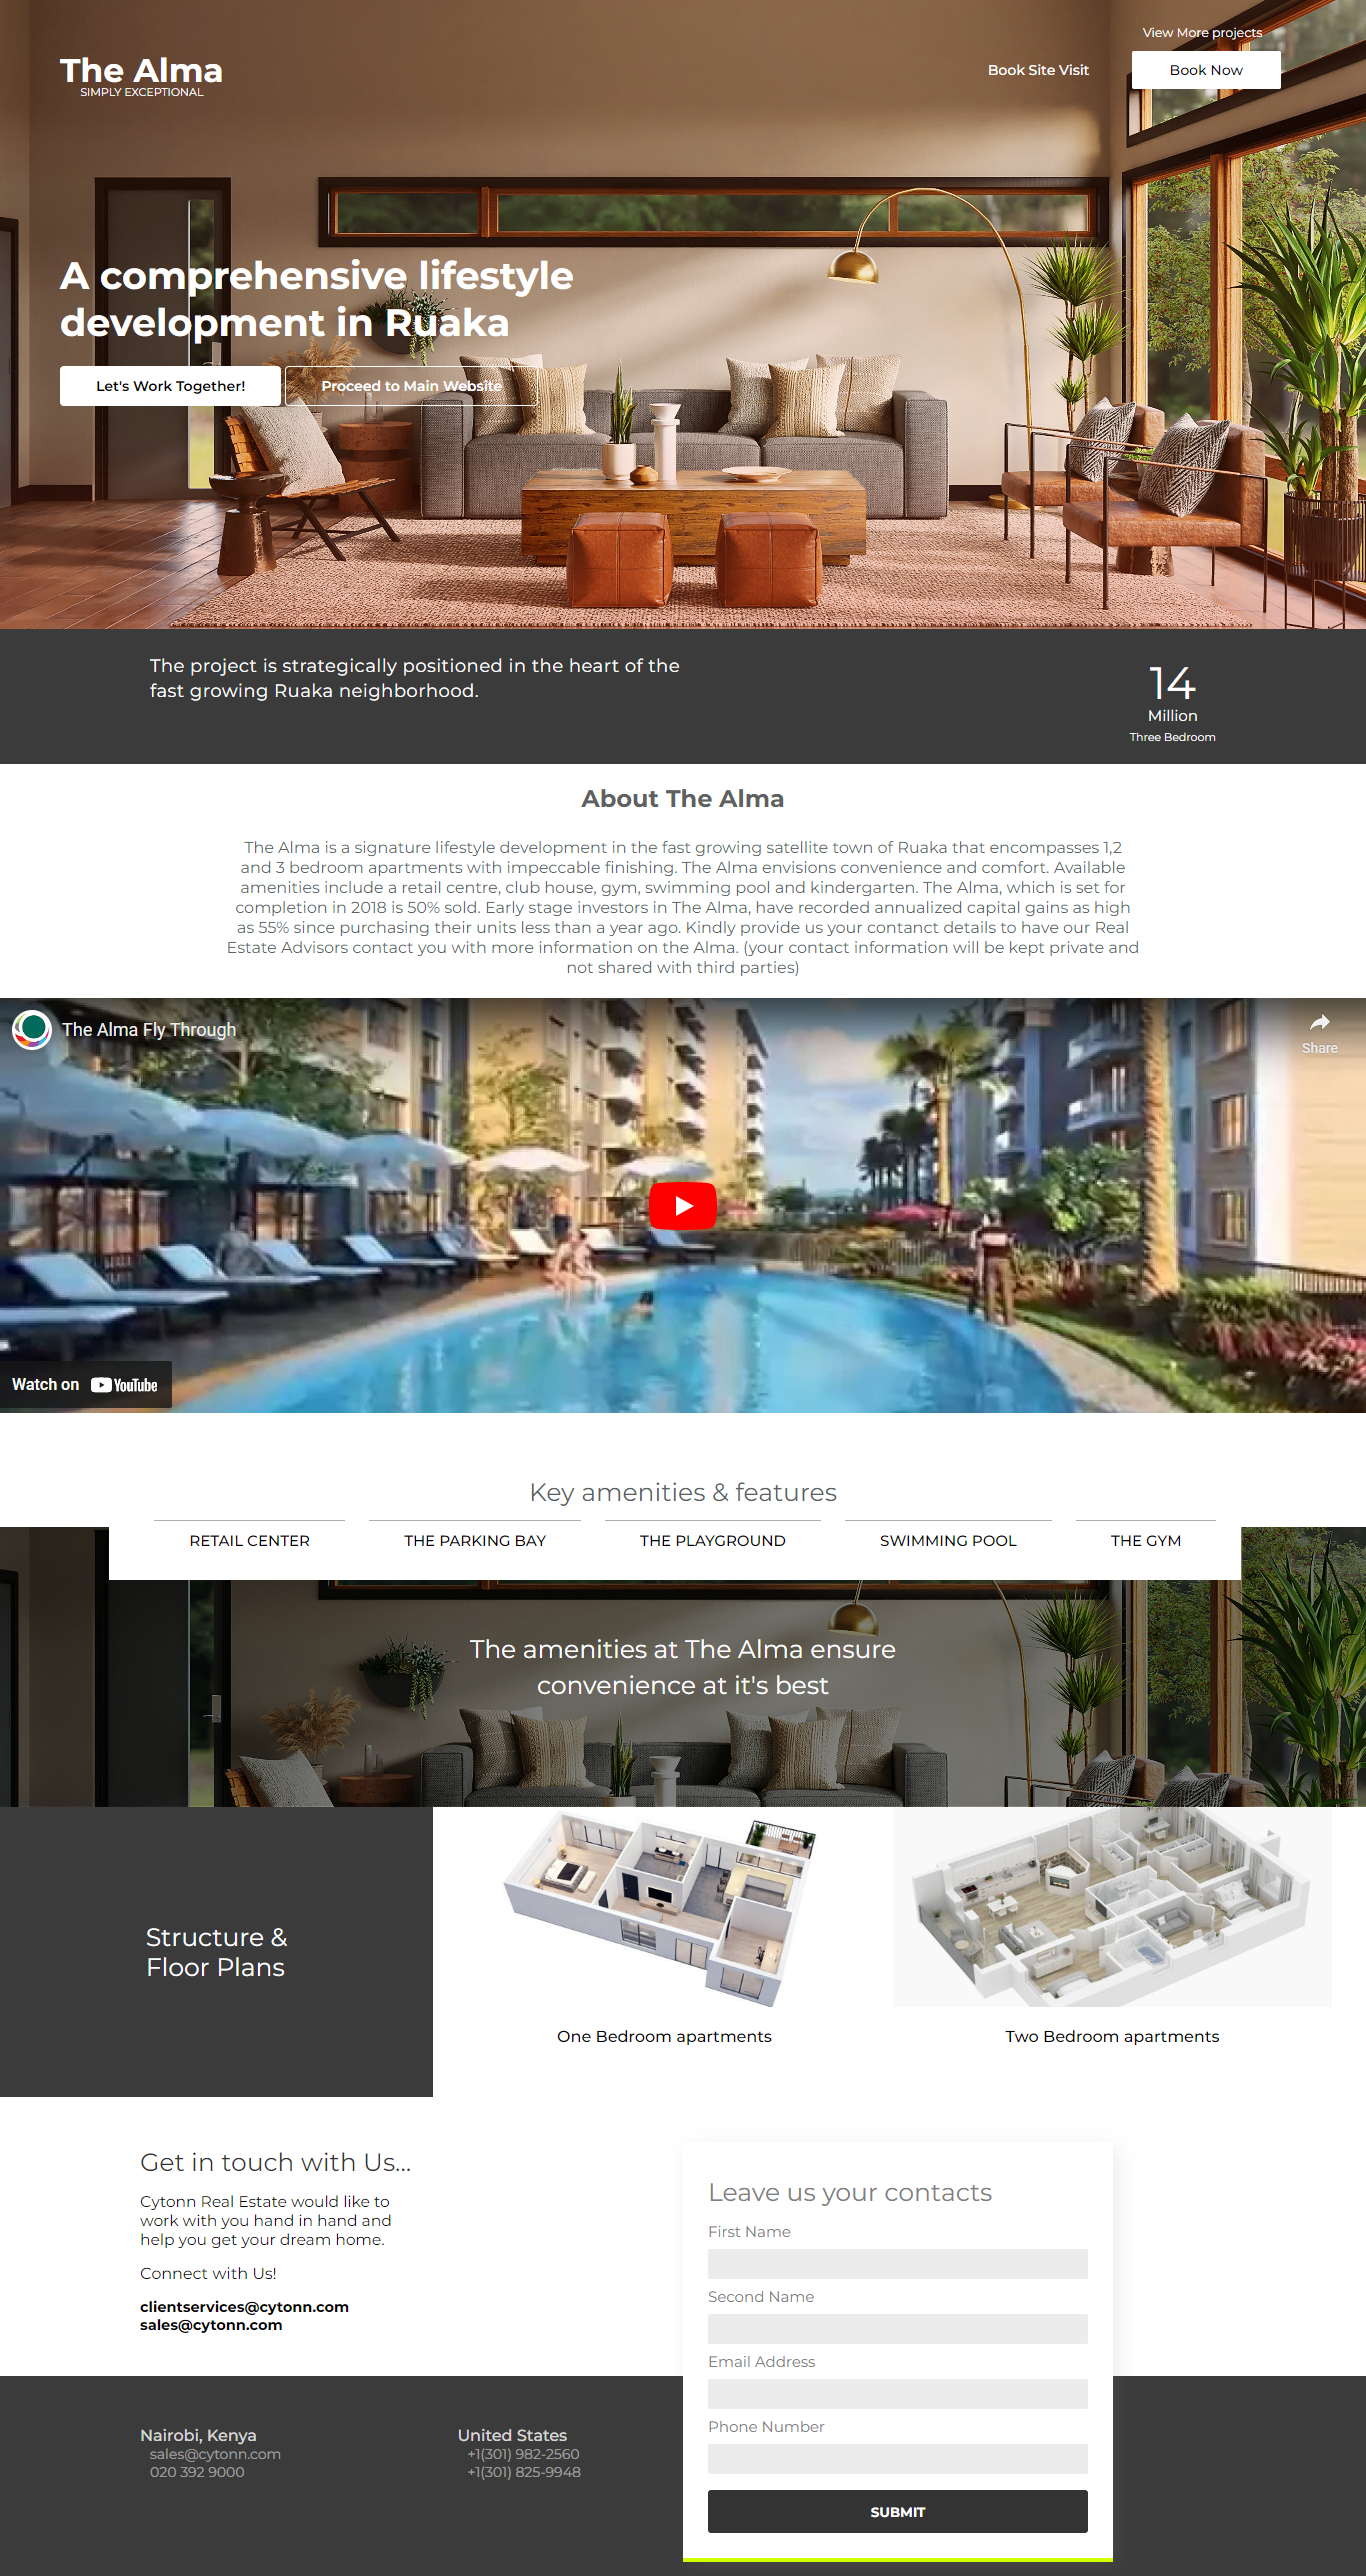 View More projects
The Alma
SIMPLY EXCEPTIONAL
Book Site Visit
Book Now
A comprehensive lifestyle
development in Ruaka
Let's Work Together!
Proceed to Main Website
The project is strategically positioned in the heart of the
fast growing Ruaka neighborhood.
14
Million
Three Bedroom
About The Alma
The Alma is a signature lifestyle development in the fast growing satellite town of Ruaka that encompasses 1,2
and 3 bedroom apartments with impeccable finishing. The Alma envisions convenience and comfort. Available
amenities include a retail centre, club house, gym, swimming pool and kindergarten. The Alma, which is set for
completion in 2018 is 50% sold. Early stage investors in The Alma, have recorded annualized capital gains as high
as 55% since purchasing their units less than a year ago. Kindly provide us your contanct details to have our Real
Estate Advisors contact you with more information on the Alma. (your contact information will be kept private and
not shared with third parties)
The Alma Fly Through
Share
Watch on YouTube
Key amenities & features
RETAIL CENTER
THE PARKING BAY
THE PLAYGROUND
SWIMMING POOL
THE GYM
The amenities at The Alma ensure
convenience at it's best
Structure &
Floor Plans
One Bedroom apartments
Two Bedroom apartments
Get in touch with Us...
Cytonn Real Estate would like to
work with you hand in hand and
help you get your dream home.
Connect with Us!
clientservices@cytonn.com
sales@cytonn.com
Leave us your contacts
First Name
Second Name
Email Address
Phone Number
SUBMIT
Nairobi, Kenya
sales@cytonn.com
020 392 9000
United States
+1(301) 982-2560
+1(301) 825-9948